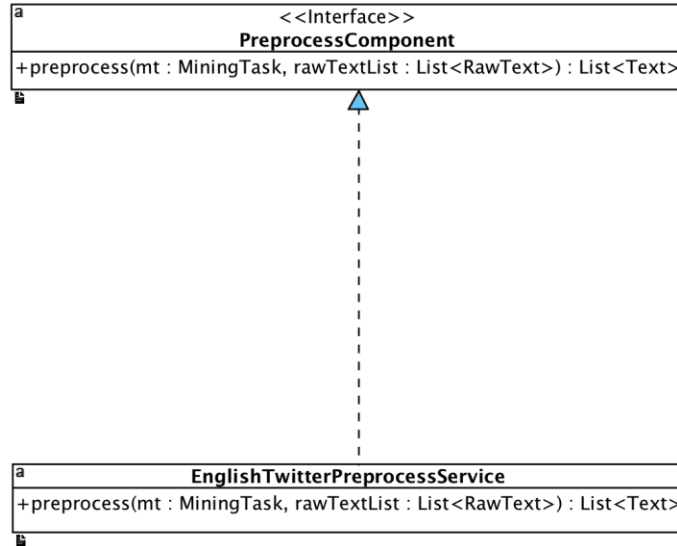 a
<<Interface>>
PreprocessComponent
+preprocess(mt : MiningTask, rawTextList : List<RawText>) : List<Text>
a
EnglishTwitterPreprocessService
+preprocess(mt : MiningTask, rawTextList : List<RawText>) : List<Text>